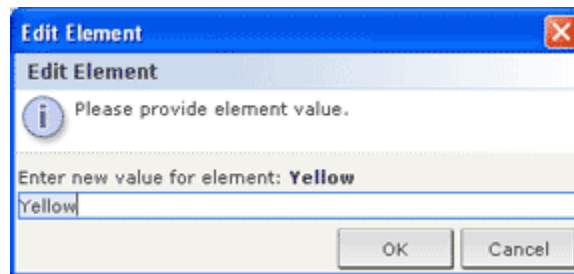 Edit Element
Edit Element
Please provide element value.
Enter new value for element: Yellow
Yellow
OK Cancel